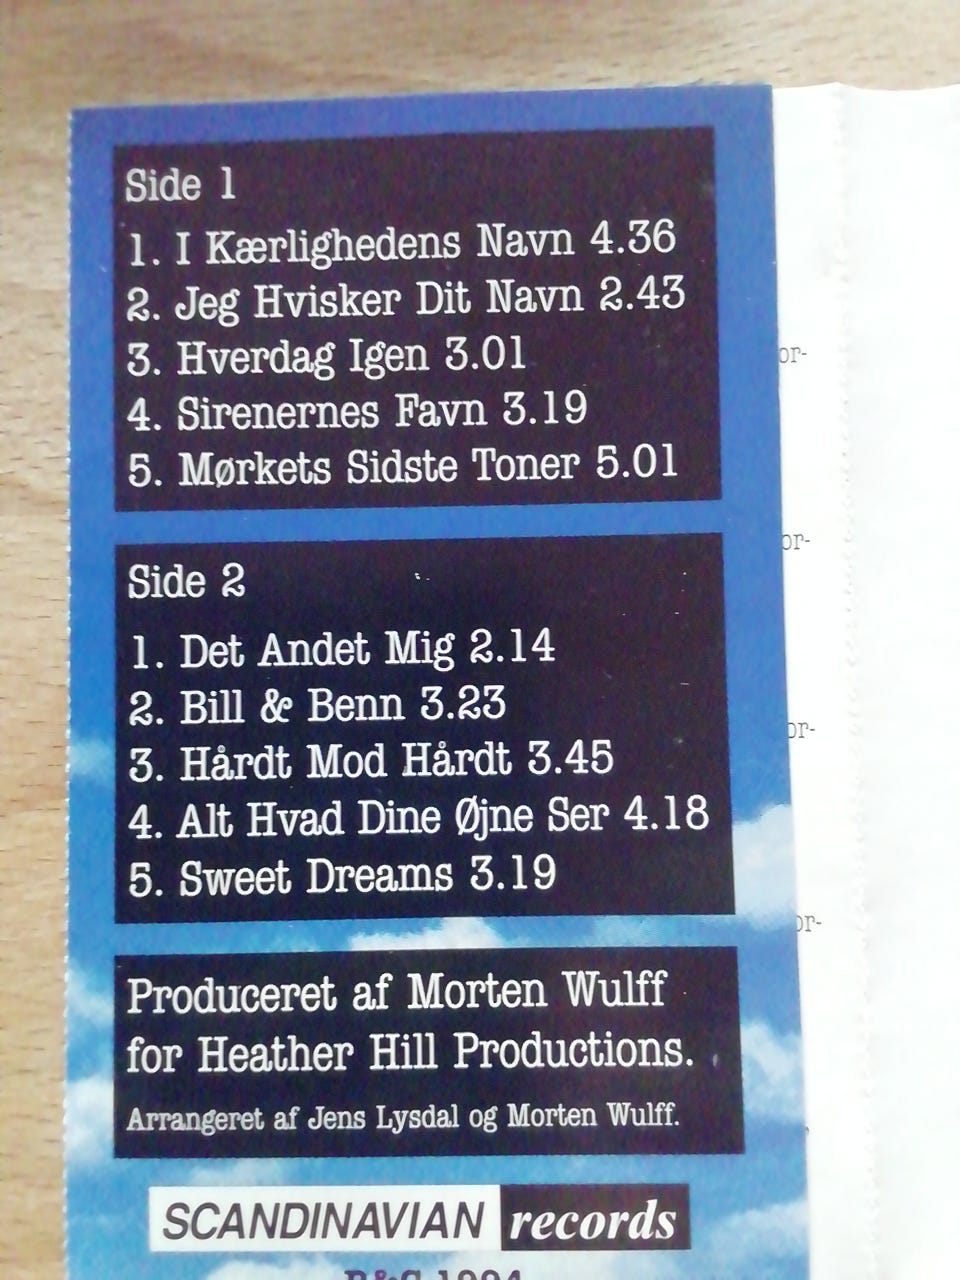 Side 1
1. I Kærlighedens Navn 4.36
2. Jeg Hvisker Dit Navn 2.43
3. Hverdag Igen 3.01
4. Sirenernes Favn 3.19
5. Mørkets Sidste Toner 5.01
Side 2
1. Det Andet Mig 2.14
2. Bill & Benn 3.23
3. Hårdt Mod Hårdt 3.45
4. Alt Hvad Dine Øjne Ser 4.18
5. Sweet Dreams 3.19
Produceret af Morten Wulff
for Heather Hill Productions.
Arrangeret af Jens Lysdal og Morten Wulff.
SCANDINAVIAN records
or-
or-
or-
or-